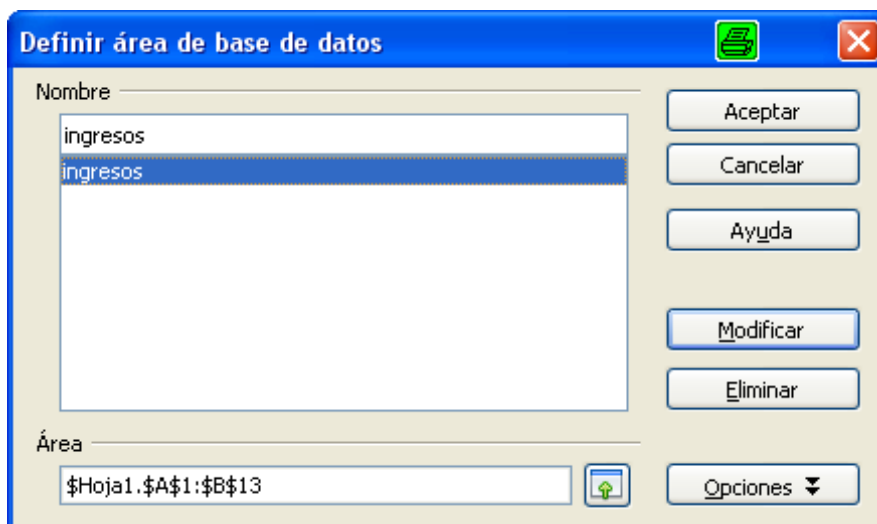 Definir área de base de datos
Nombre
ingresos
ingresos
Aceptar
Cancelar
Ayuda
Modificar
Eliminar
Área
$Hoja1.$A$1:$B$13
Opciones